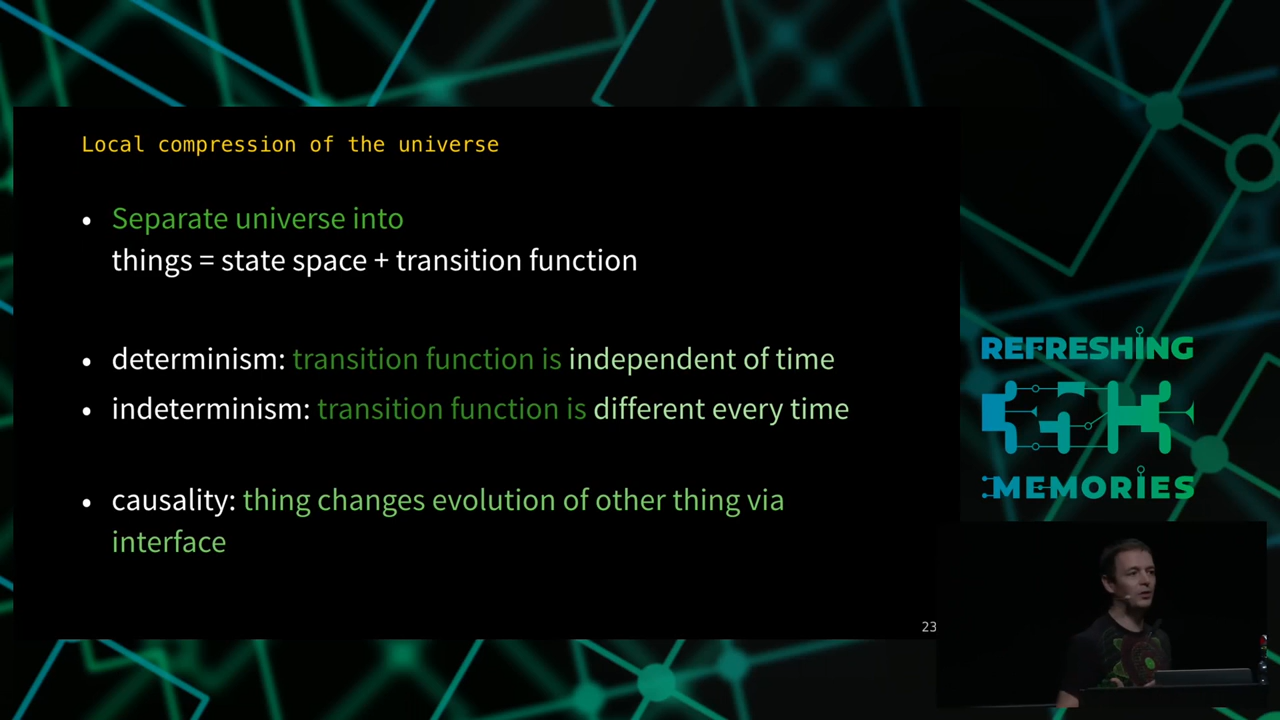 Local compression of the universe
• Separate universe into
things = state space + transition function
• determinism: transition function is independent of time
• indeterminism: transition function is different every time
• causality: thing changes evolution of other thing via
interface
23
REFRESHING
MEMORIES